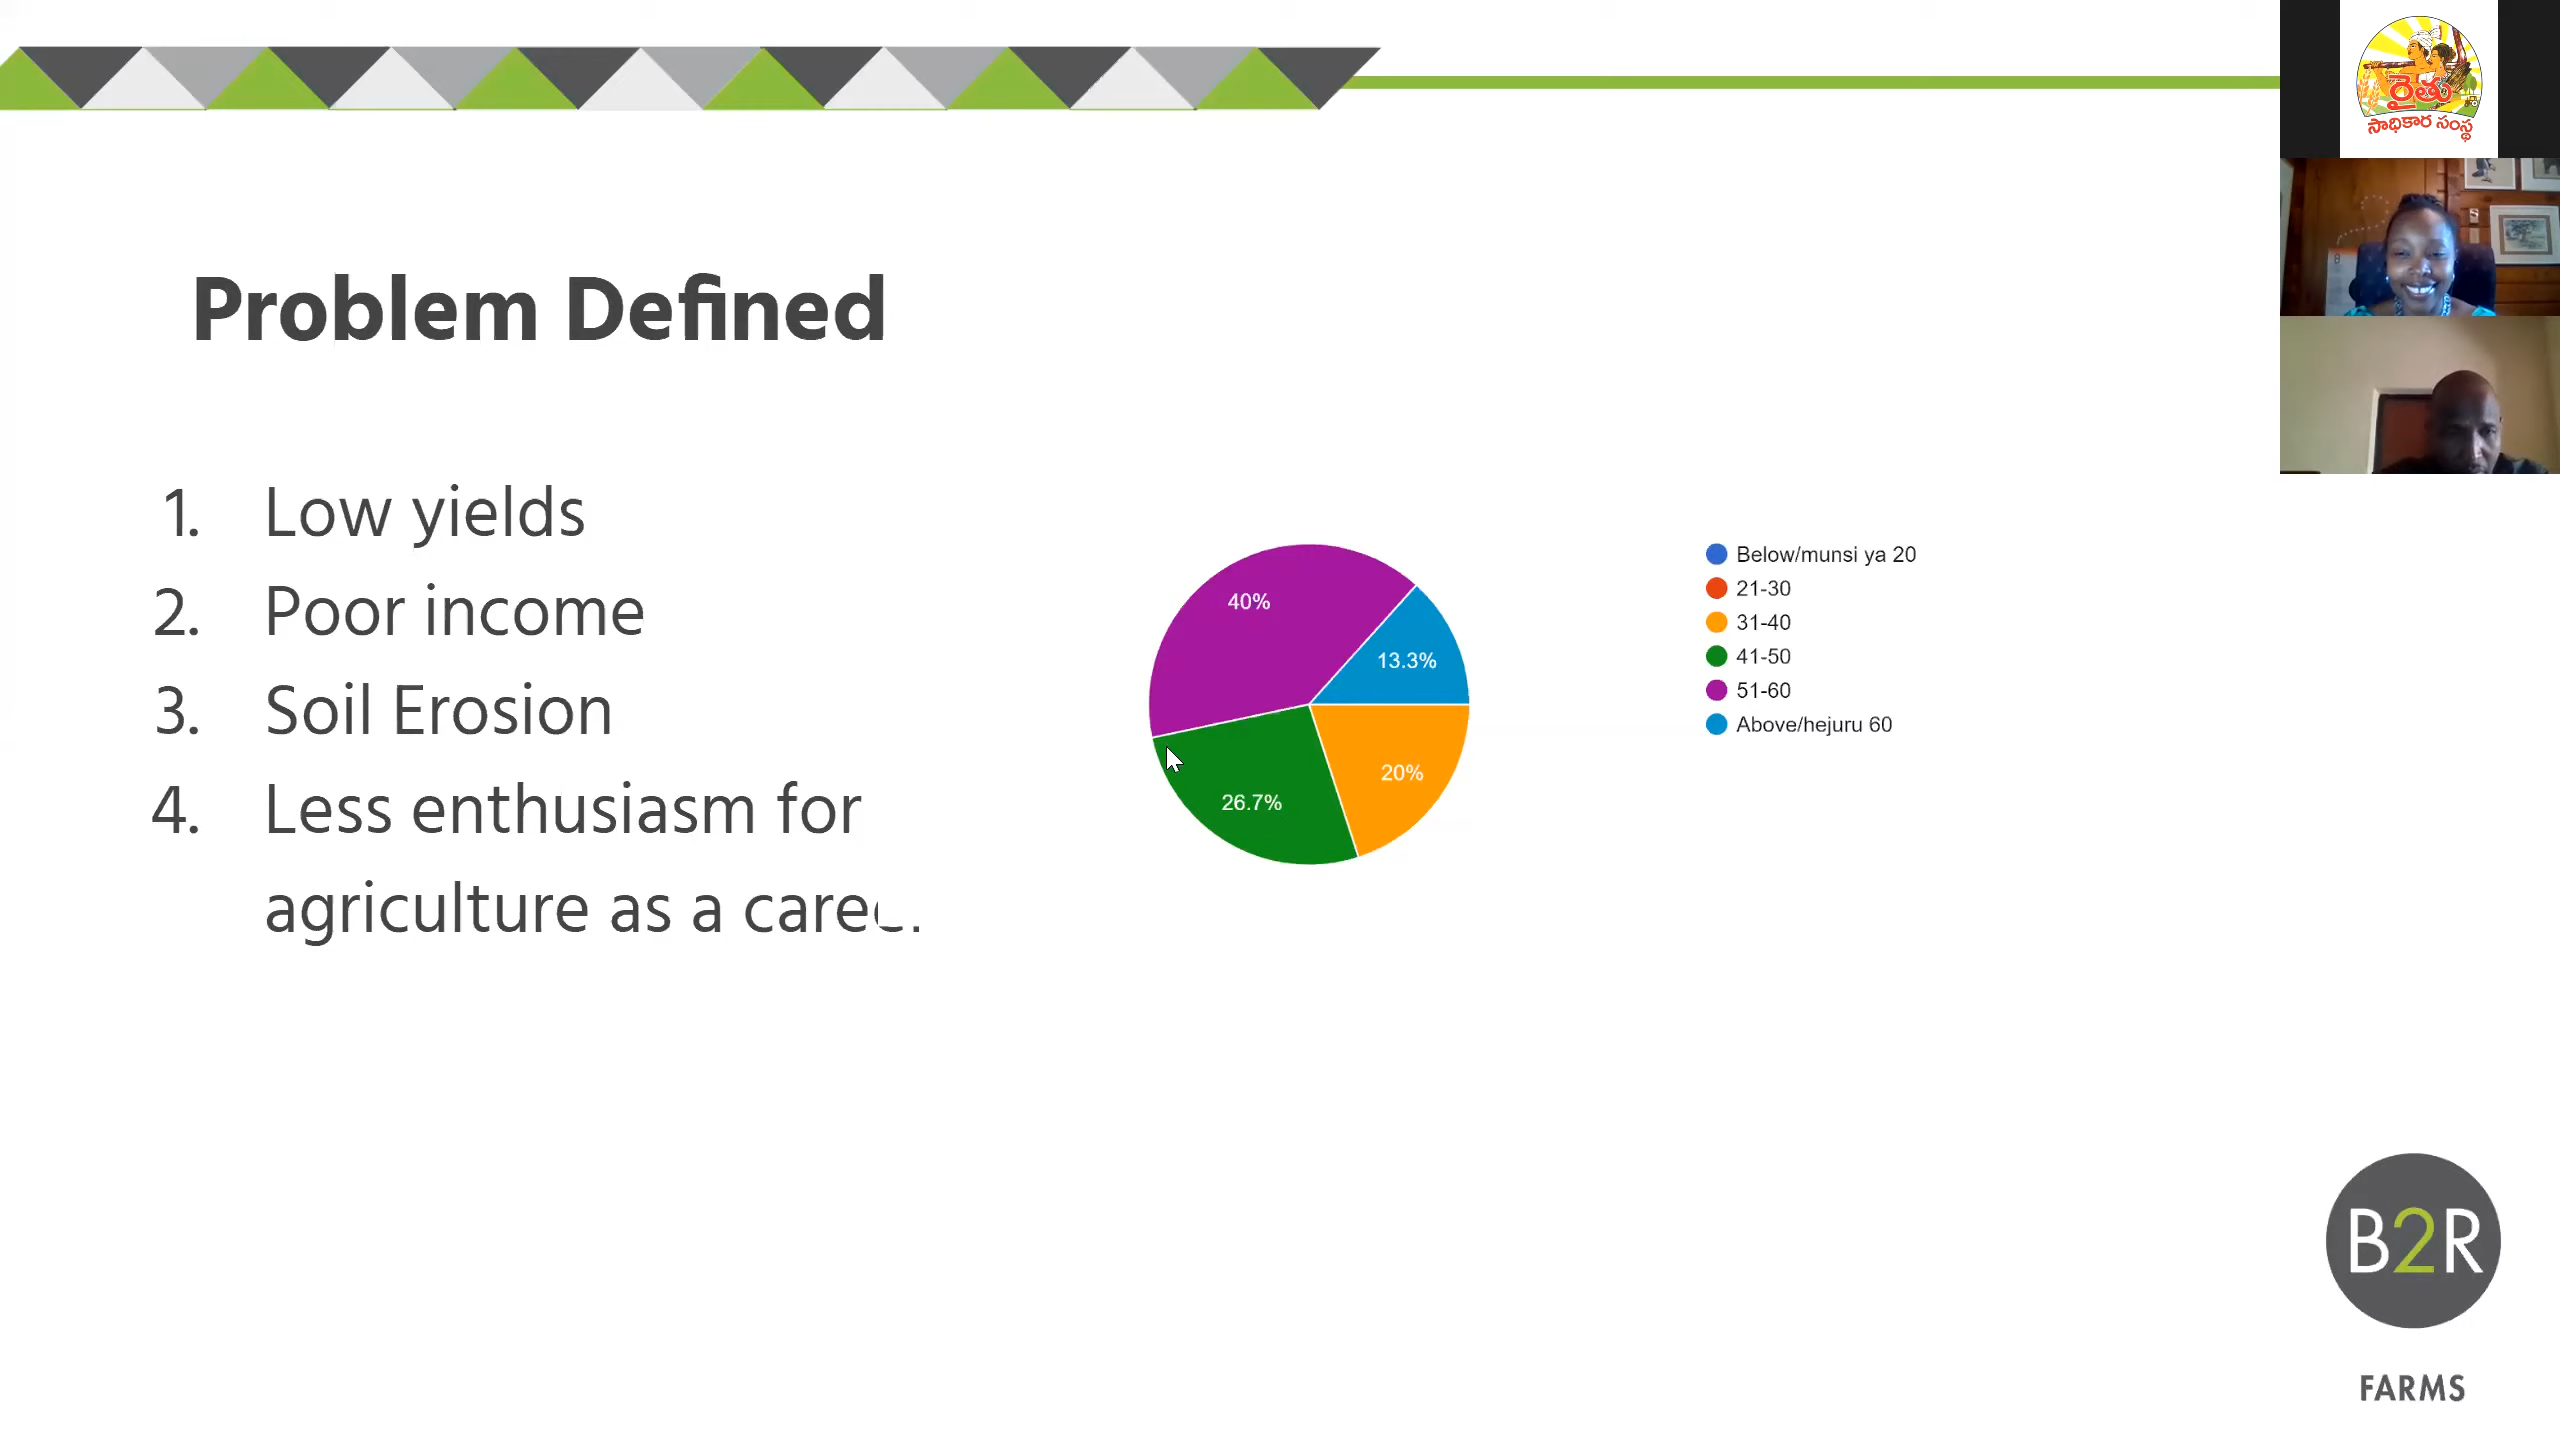 రైతు
సాధికార సంస్థ
Problem Defined
1. Low yields
2. Poor income
3. Soil Erosion
4. Less enthusiasm for
agriculture as a
40%
13.3%
26.7%
20%
Below/munsi ya 20
21-30
31-40
41-50
51-60
Above/hejuru 60
B2R
FARMS